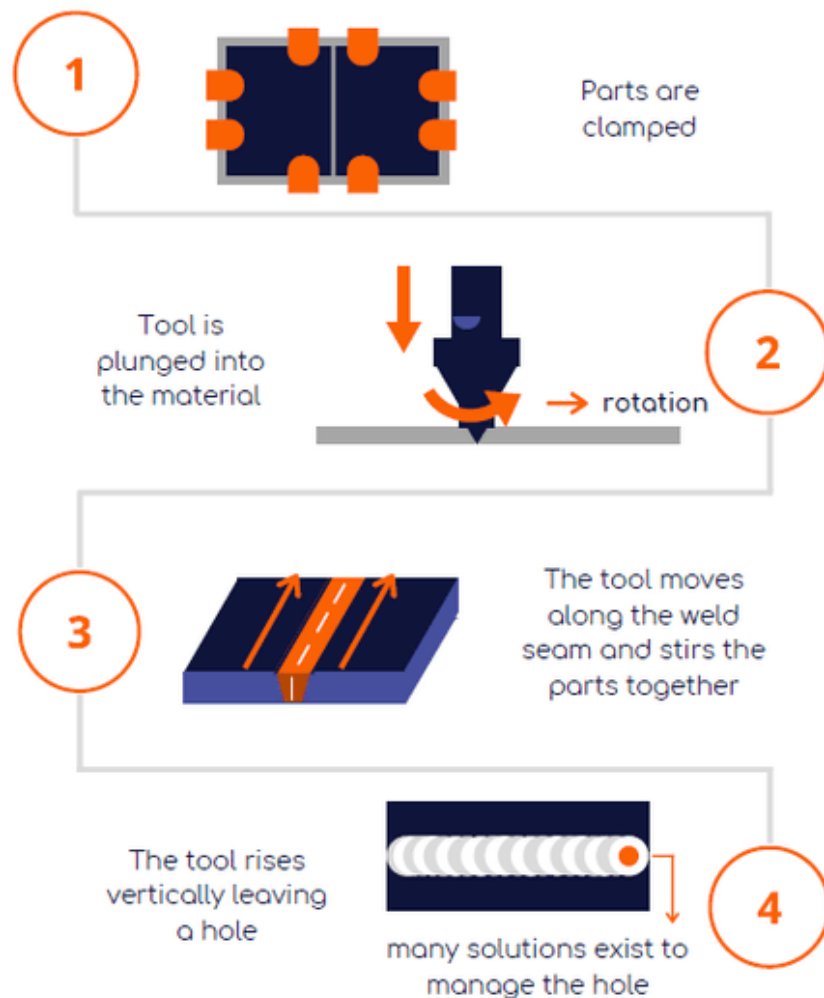 1
Parts are
clamped
Tool is
plunged into
the material
rotation
2
3
The tool moves
along the weld
seam and stirs the
parts together
The tool rises
vertically leaving
a hole
many solutions exist to
manage the hole
4